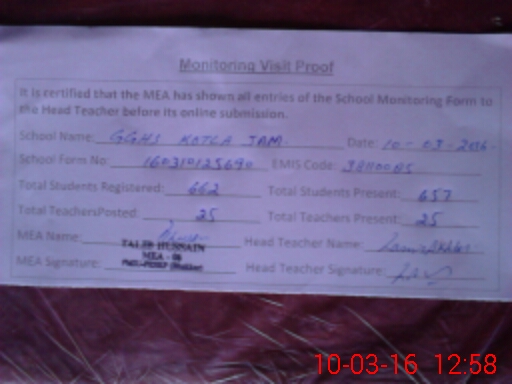 Monitoring Visit Proof
It is certified that the MEA has shown all entries of the School Monitoring Form to
the Head Teacher before its online submission.
School Name: GGHS KOTLA JAM. Date: 10-03-2016
School Form No: EMIS Code:
Total Students Registered: 662 Total Students Present: 657
Total TeachersPosted: 25 Total Teachers Present: 25
MEA Name: Head Teacher Name:
TALIB HUSSNAIN
MEA - 06
MEA Signature: Head Teacher Signature:
10-03-16 12:58